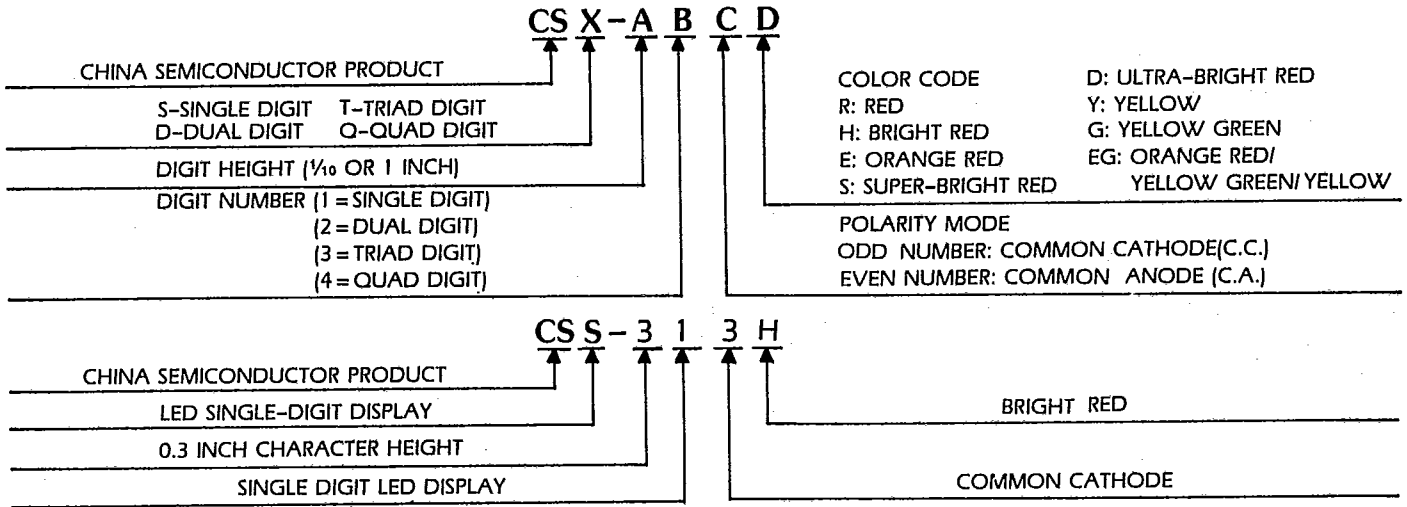 CS X-A B C D
CHINA SEMICONDUCTOR PRODUCT
S-SINGLE DIGIT T-TRIAD DIGIT
D-DUAL DIGIT Q-QUAD DIGIT
DIGIT HEIGHT (1/10 OR 1 INCH)
DIGIT NUMBER (1=SINGLE DIGIT)
(2=DUAL DIGIT)
(3=TRIAD DIGIT)
(4=QUAD DIGIT)
COLOR CODE D: ULTRA-BRIGHT RED
R: RED Y: YELLOW
H: BRIGHT RED G: YELLOW GREEN
E: ORANGE RED EG: ORANGE RED/
S: SUPER-BRIGHT RED YELLOW GREEN/YELLOW
POLARITY MODE
ODD NUMBER: COMMON CATHODE(C.C.)
EVEN NUMBER: COMMON ANODE (C.A.)
CS S-3 1 3 H
CHINA SEMICONDUCTOR PRODUCT
LED SINGLE-DIGIT DISPLAY
0.3 INCH CHARACTER HEIGHT
SINGLE DIGIT LED DISPLAY
BRIGHT RED
COMMON CATHODE